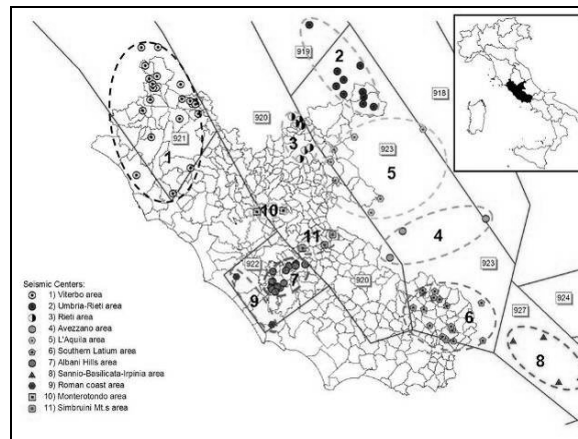 919
2
918
920
921
1
3
923
5
10
4
11
922
7
920
923
9
6
927
924
8
Seismic Centers:
1) Viterbo area
2) Umbria-Rieti area
3) Rieti area
4) Avezzano area
5) L'Aquila area
6) Southern Latium area
7) Albani Hills area
8) Sannio-Basilicata-Irpinia area
9) Roman coast area
10) Monterotondo area
11) Simbruini Mt.s area